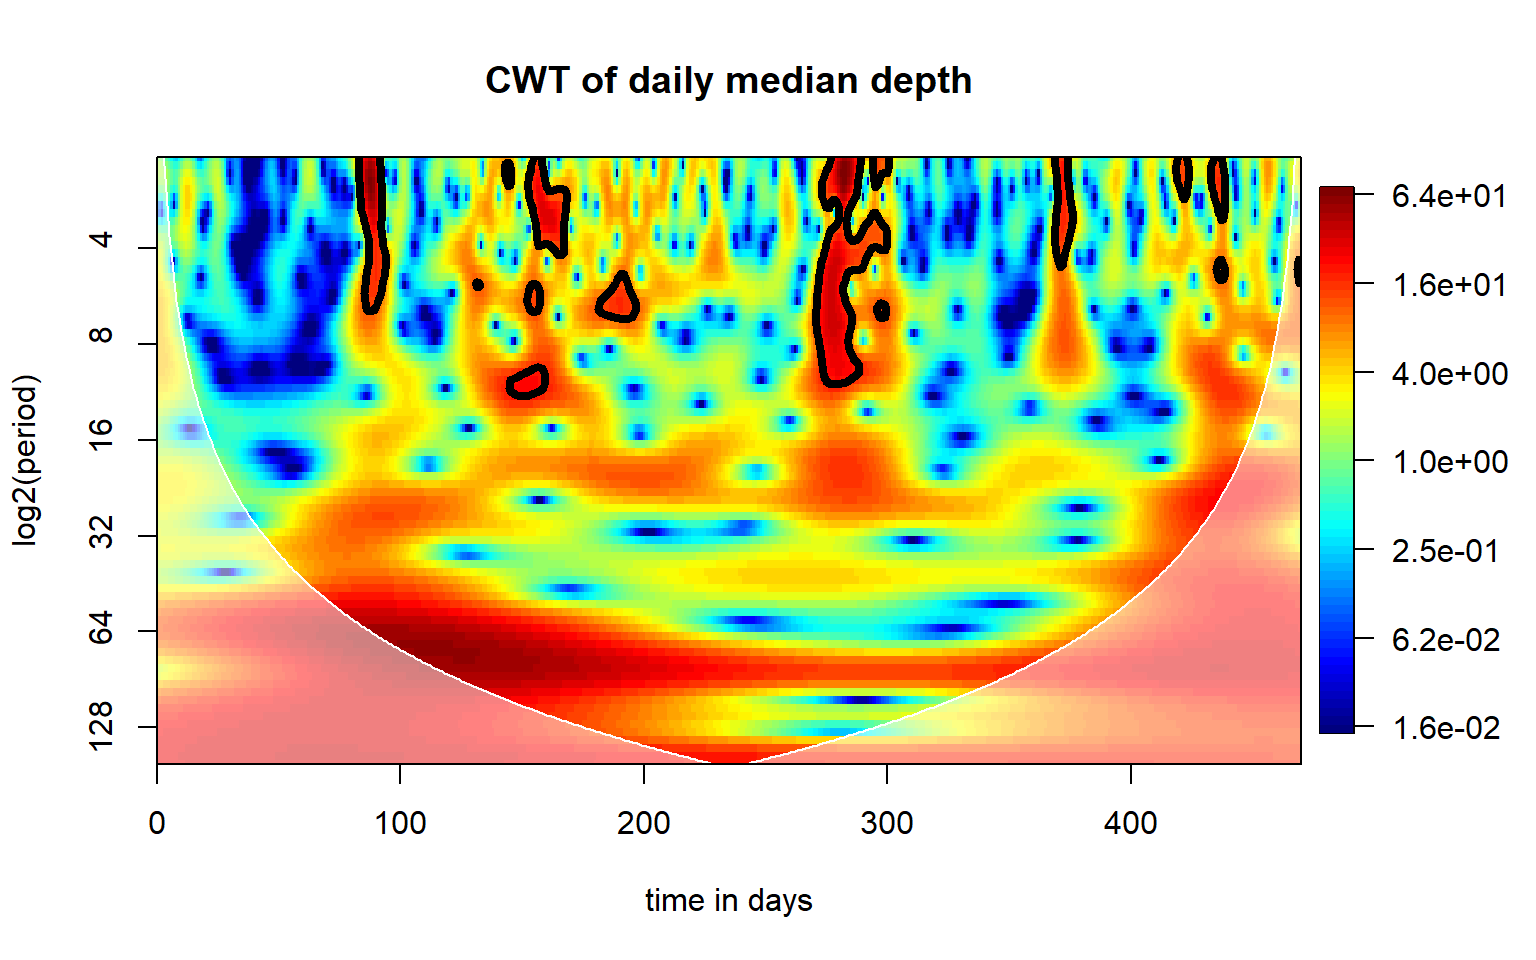 CWT of daily median depth
log2(period)
4
8
16
32
64
128
0 100 200 300 400
time in days
6.4e+01
1.6e+01
4.0e+00
1.0e+00
2.5e-01
6.2e-02
1.6e-02